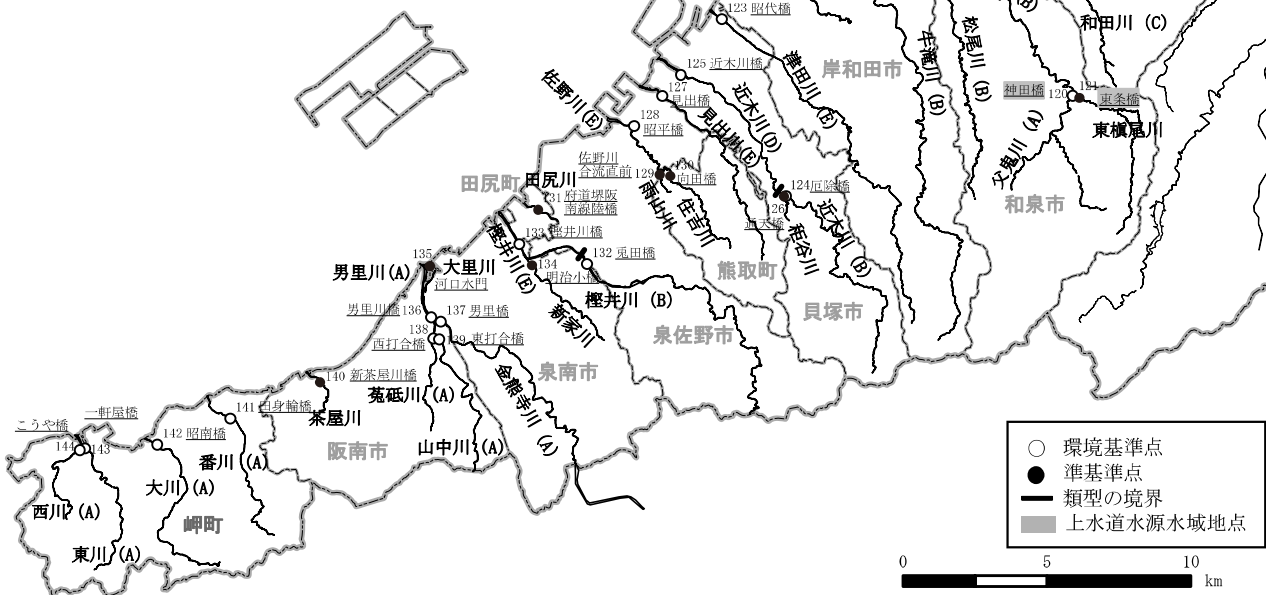 123 昭代橋
和田川 (C)
津田川 (E)
岸和田市
牛滝川 (B)
松尾川 (B)
125 近木川橋
近木川 (D)
127
見出橋
見出川 (E)
佐野川 (E)
128
昭平橋
神田橋
120
121
東条橋
東槇尾川
父鬼川 (A)
和泉市
佐野川
合流直前
129
130
向田橋
雨山川
住吉川
124 厄除橋
126
通天橋
近木川 (B)
秬谷川
熊取町
貝塚市
田尻町
田尻川
131 府道堺阪
南線陸橋
133 樫井川橋
樫井川 (E)
134
明治小橋
132 兎田橋
樫井川 (B)
新家川
泉佐野市
135
男里川 (A)
大里川
河口水門
男里川橋
136
137 男里橋
138
西打合橋
139 東打合橋
金熊寺川 (A)
泉南市
菟砥川 (A)
山中川 (A)
140 新茶屋川橋
茶屋川
阪南市
141 田身輪橋
142 昭南橋
番川 (A)
大川 (A)
一軒屋橋
こうや橋
144
143
西川 (A)
東川 (A)
岬町
環境基準点
準基準点
類型の境界
上水道水源水域地点
0 5 10
km